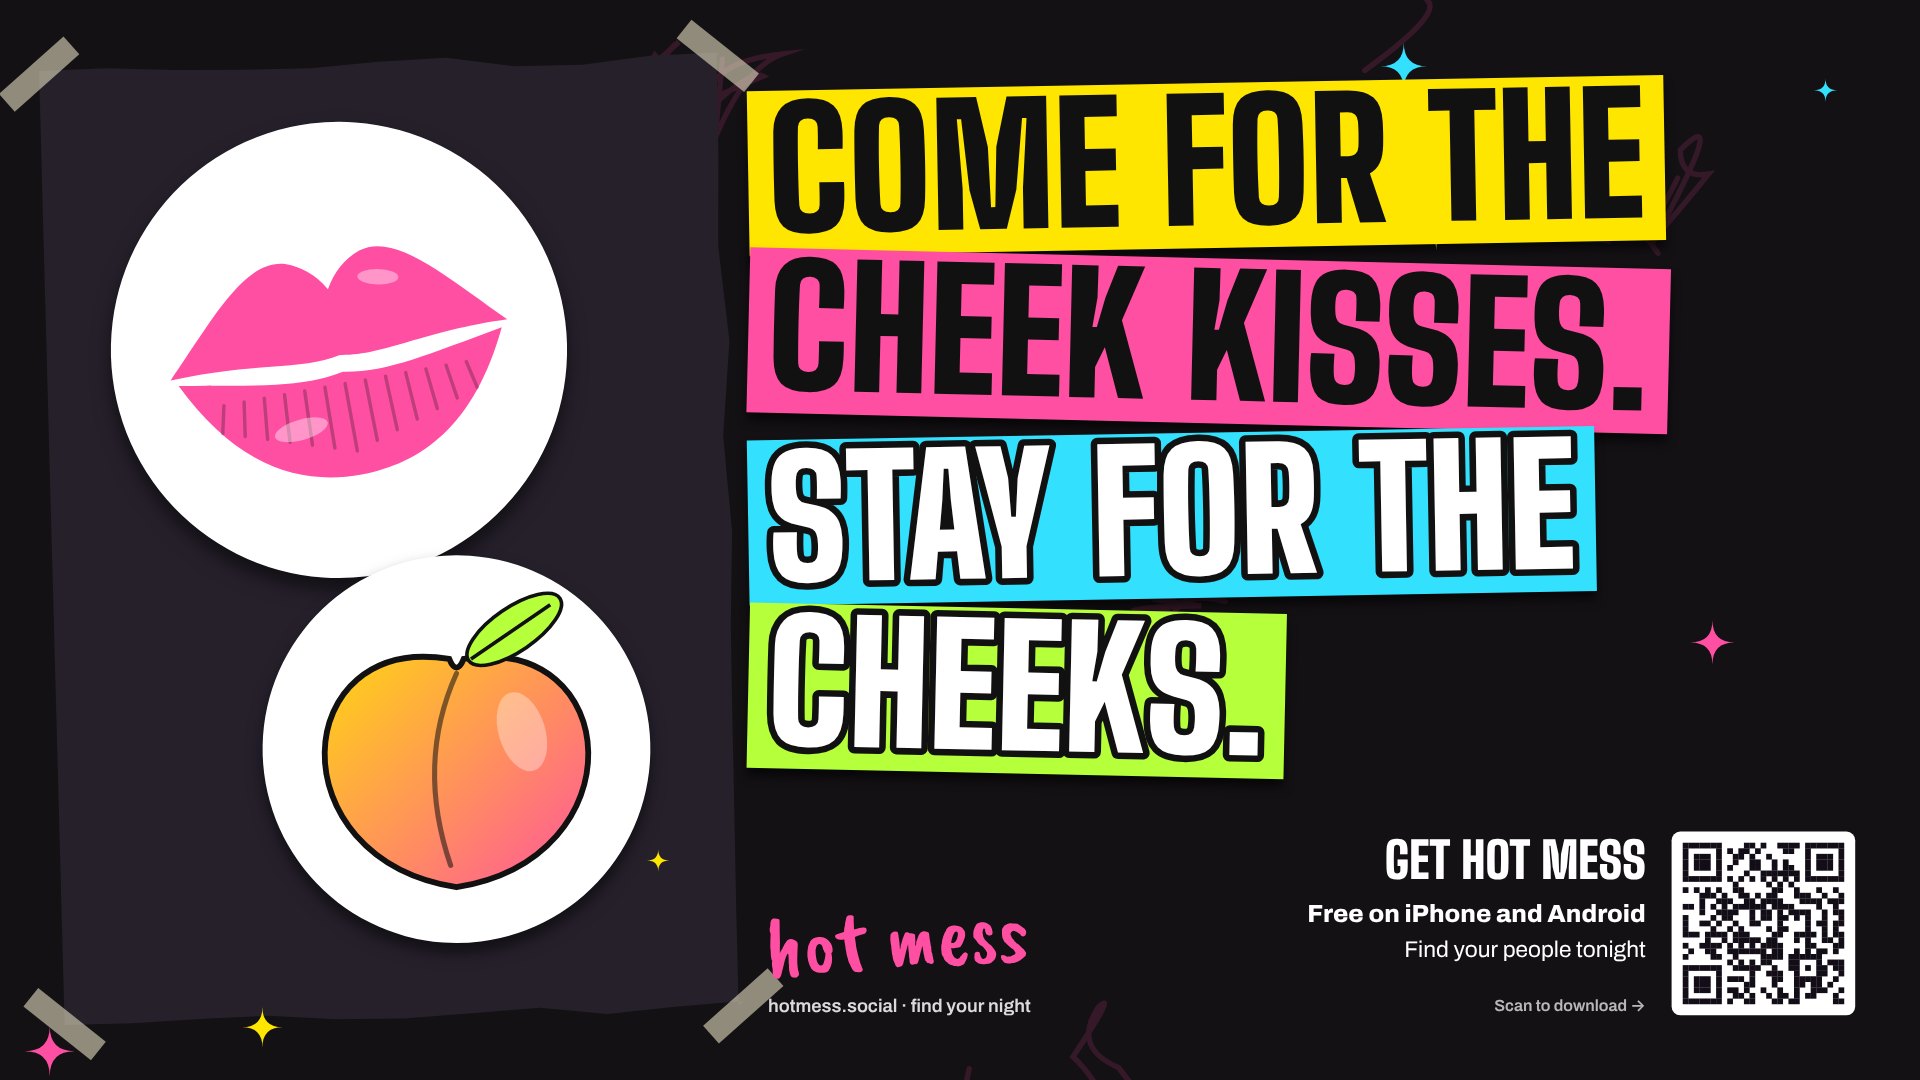 COME FOR THE
CHEEK KISSES.
STAY FOR THE
CHEEKS.
hot mess
hotmess.social · find your night
GET HOT MESS
Free on iPhone and Android
Find your people tonight
Scan to download →